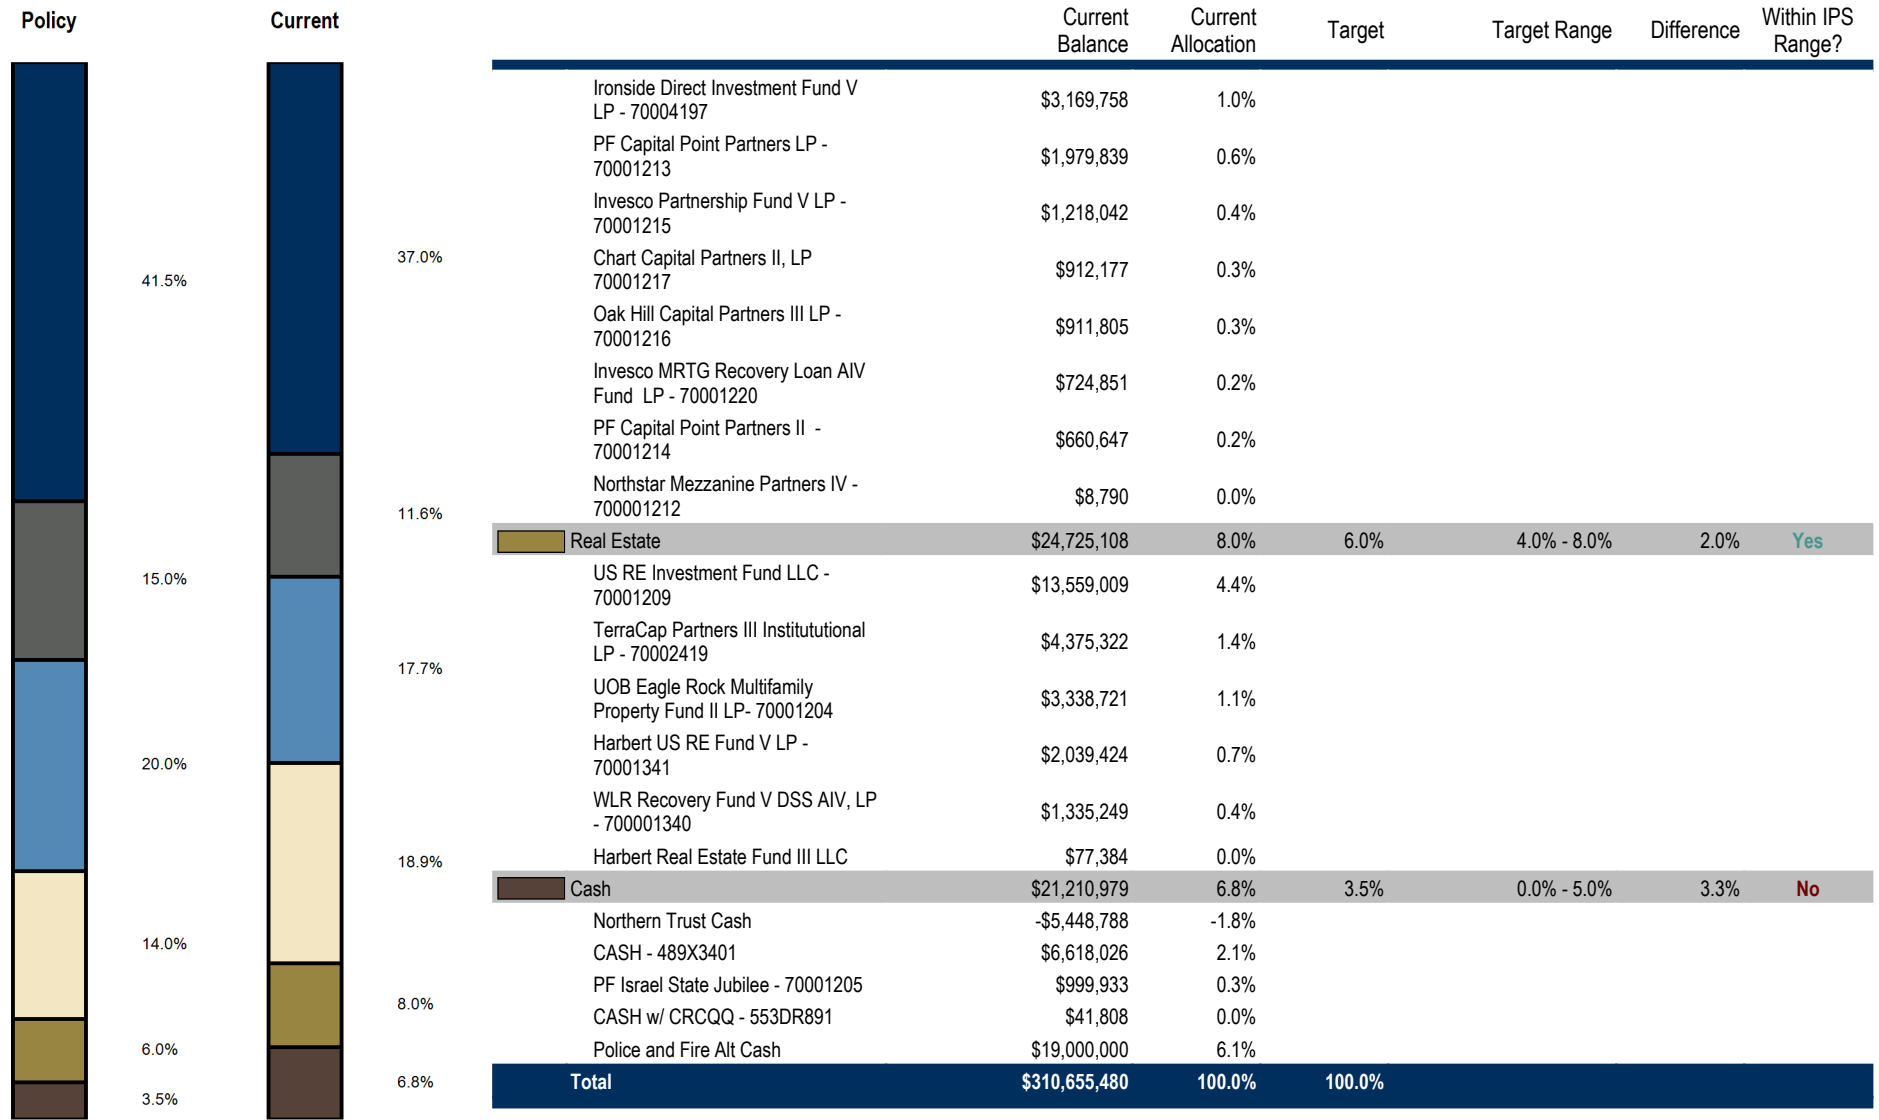 Policy
Current
Current Balance
Current Allocation
Target
Target Range
Difference
Within IPS Range?
41.5%
15.0%
20.0%
14.0%
6.0%
3.5%
37.0%
11.6%
17.7%
18.9%
8.0%
6.8%
Ironside Direct Investment Fund V
LP - 70004197 $3,169,758 1.0%
PF Capital Point Partners LP -
70001213 $1,979,839 0.6%
Invesco Partnership Fund V LP -
70001215 $1,218,042 0.4%
Chart Capital Partners II, LP
70001217 $912,177 0.3%
Oak Hill Capital Partners III LP -
70001216 $911,805 0.3%
Invesco MRTG Recovery Loan AIV
Fund  LP - 70001220 $724,851 0.2%
PF Capital Point Partners II  -
70001214 $660,647 0.2%
Northstar Mezzanine Partners IV -
700001212 $8,790 0.0%
Real Estate $24,725,108 8.0% 6.0% 4.0% - 8.0% 2.0% Yes
US RE Investment Fund LLC -
70001209 $13,559,009 4.4%
TerraCap Partners III Institututional
LP - 70002419 $4,375,322 1.4%
UOB Eagle Rock Multifamily
Property Fund II LP- 70001204 $3,338,721 1.1%
Harbert US RE Fund V LP -
70001341 $2,039,424 0.7%
WLR Recovery Fund V DSS AIV, LP
- 700001340 $1,335,249 0.4%
Harbert Real Estate Fund III LLC $77,384 0.0%
Cash $21,210,979 6.8% 3.5% 0.0% - 5.0% 3.3% No
Northern Trust Cash -$5,448,788 -1.8%
CASH - 489X3401 $6,618,026 2.1%
PF Israel State Jubilee - 70001205 $999,933 0.3%
CASH w/ CRCQQ - 553DR891 $41,808 0.0%
Police and Fire Alt Cash $19,000,000 6.1%
Total $310,655,480 100.0% 100.0%